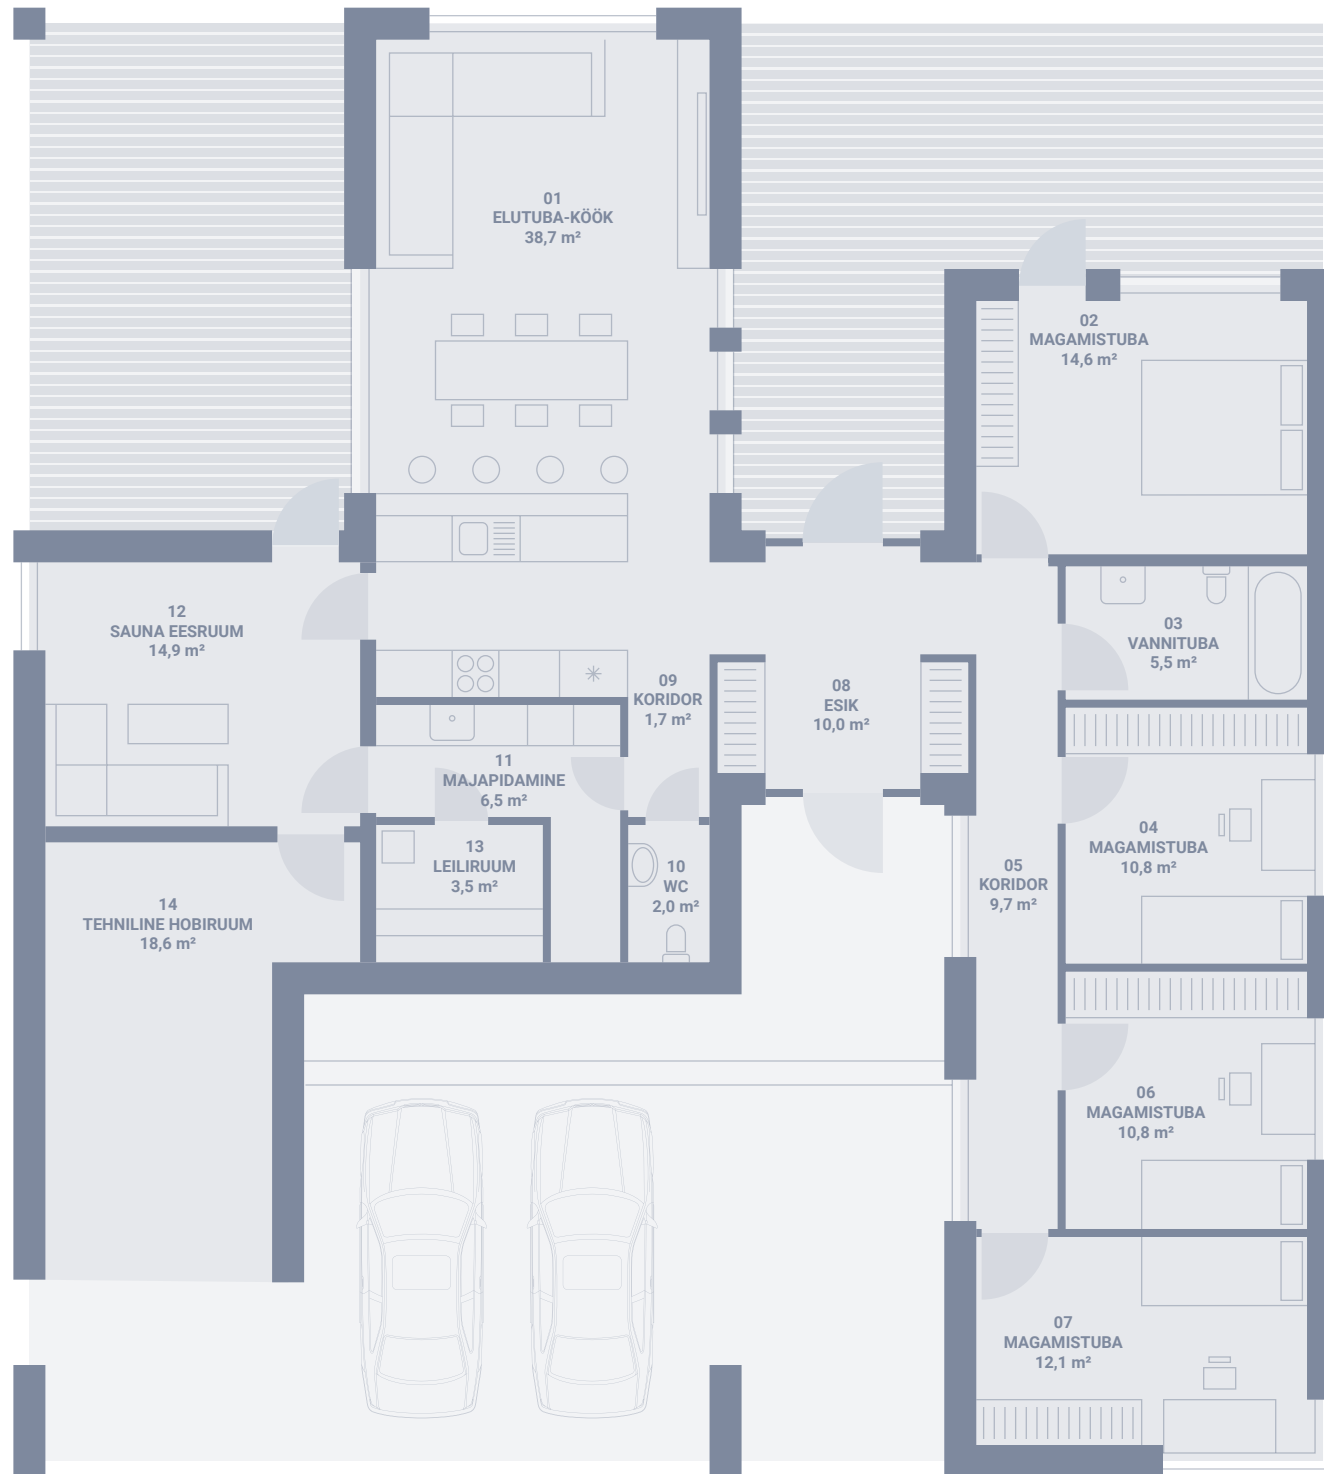 01
ELUTUBA-KÖÖK
38,7 m²
02
MAGAMISTUBA
14,6 m²
12
SAUNA EESRUUM
14,9 m²
03
VANNITUBA
5,5 m²
09
KORIDOR
1,7 m²
08
ESIK
10,0 m²
11
MAJAPIDAMINE
6,5 m²
04
MAGAMISTUBA
10,8 m²
13
LEILIRUUM
3,5 m²
10
WC
2,0 m²
05
KORIDOR
9,7 m²
14
TEHNILINE HOBIRUUM
18,6 m²
06
MAGAMISTUBA
10,8 m²
07
MAGAMISTUBA
12,1 m²